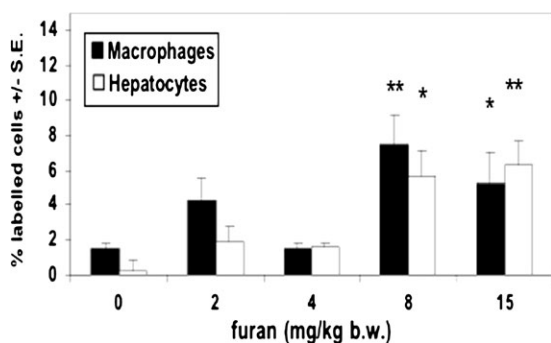 % labelled cells +/- S.E.
14
12
10
8
6
4
2
0
Macrophages
Hepatocytes
** * * **
0 2 4 8 15
furan (mg/kg b.w.)